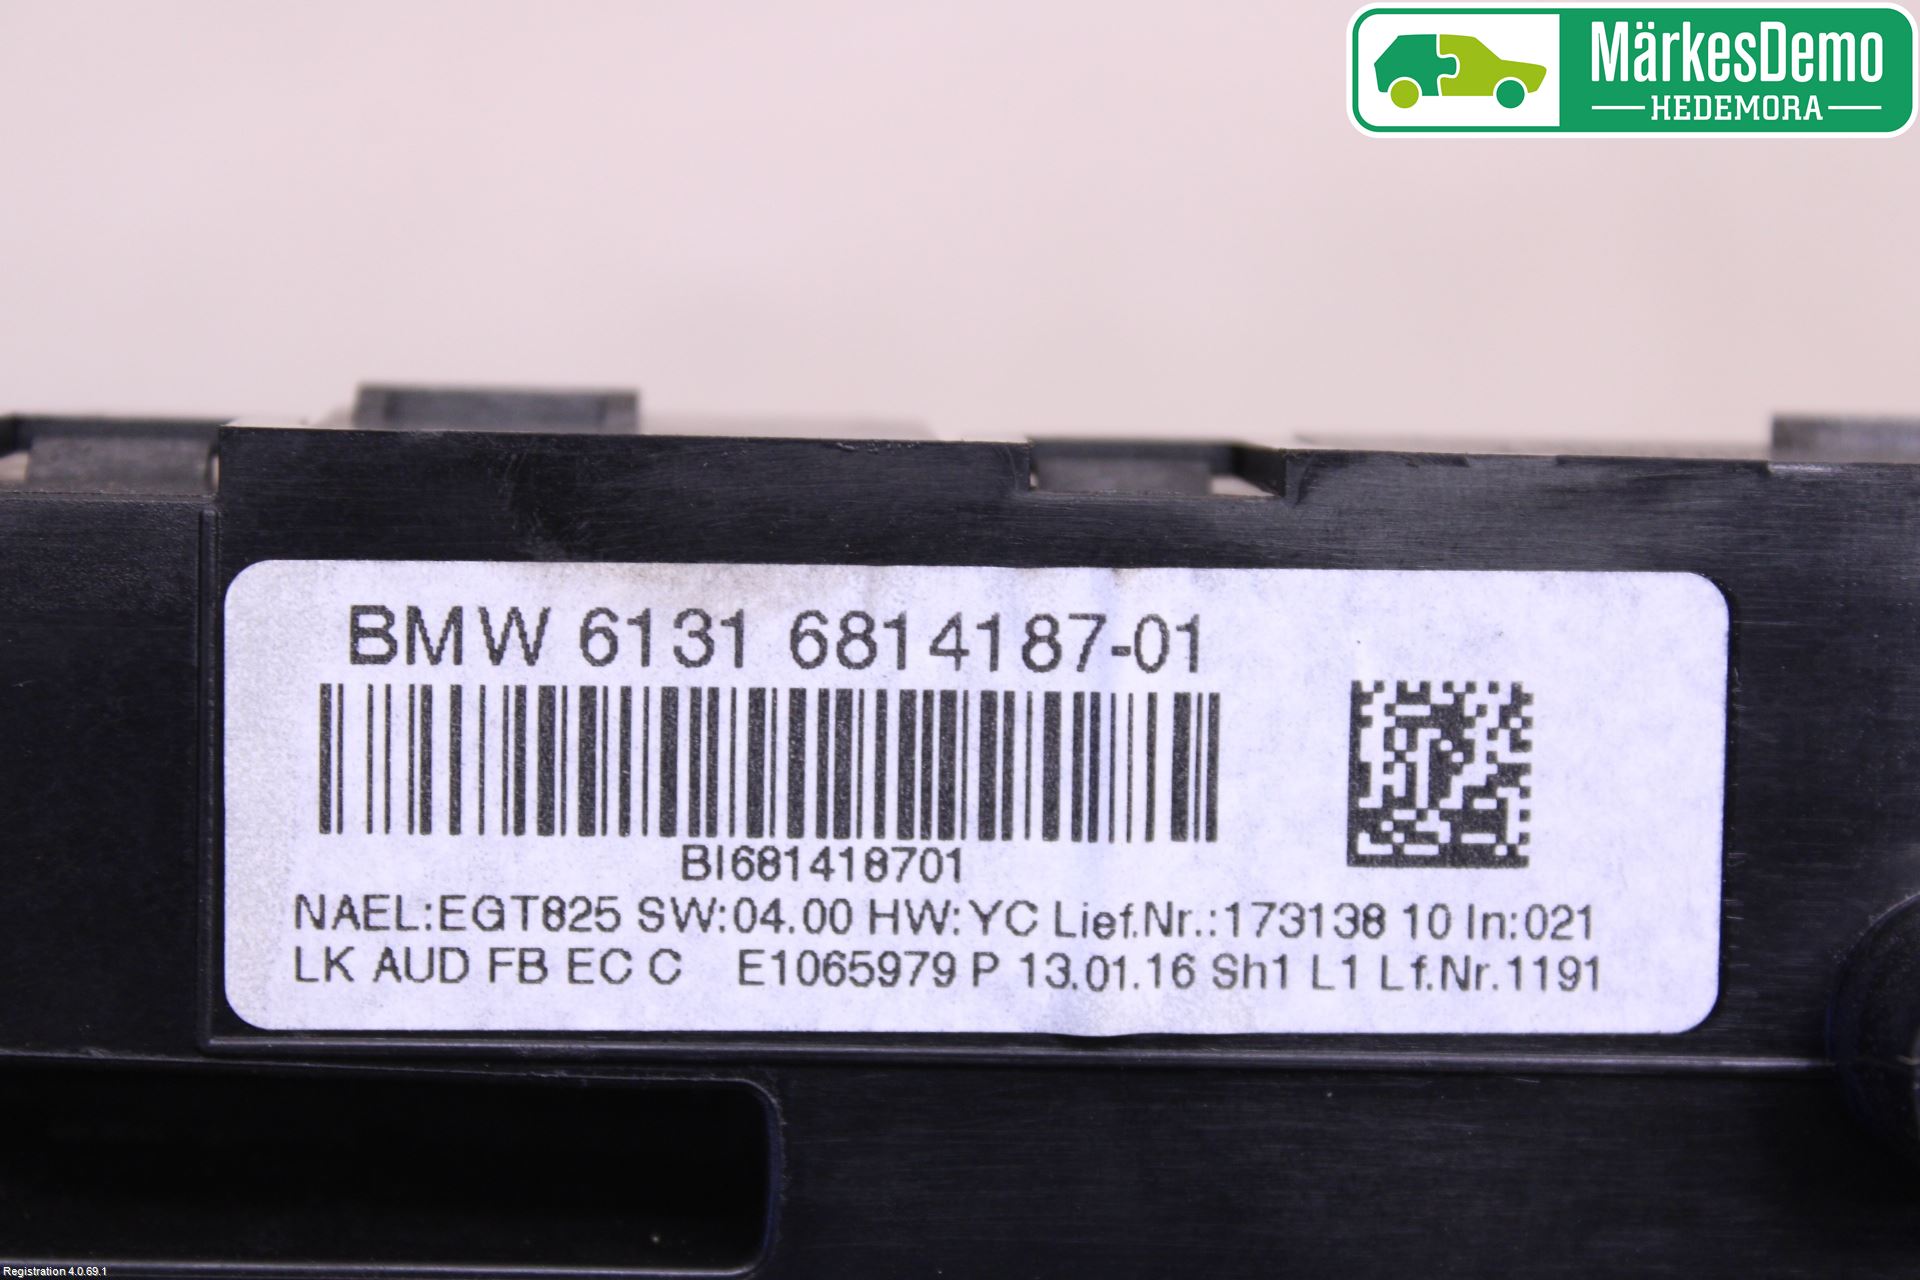 MärkesDemo
HEDEMORA
BMW 6131 6814187-01
BI681418701
NAEL:EGT825 SW:04.00 HW:YC Lief.Nr.:173138 10 In:021
LK AUD FB EC C E1065979 P 13.01.16 Sh1 L1 Lf.Nr.1191
Registration 4.0.69.1